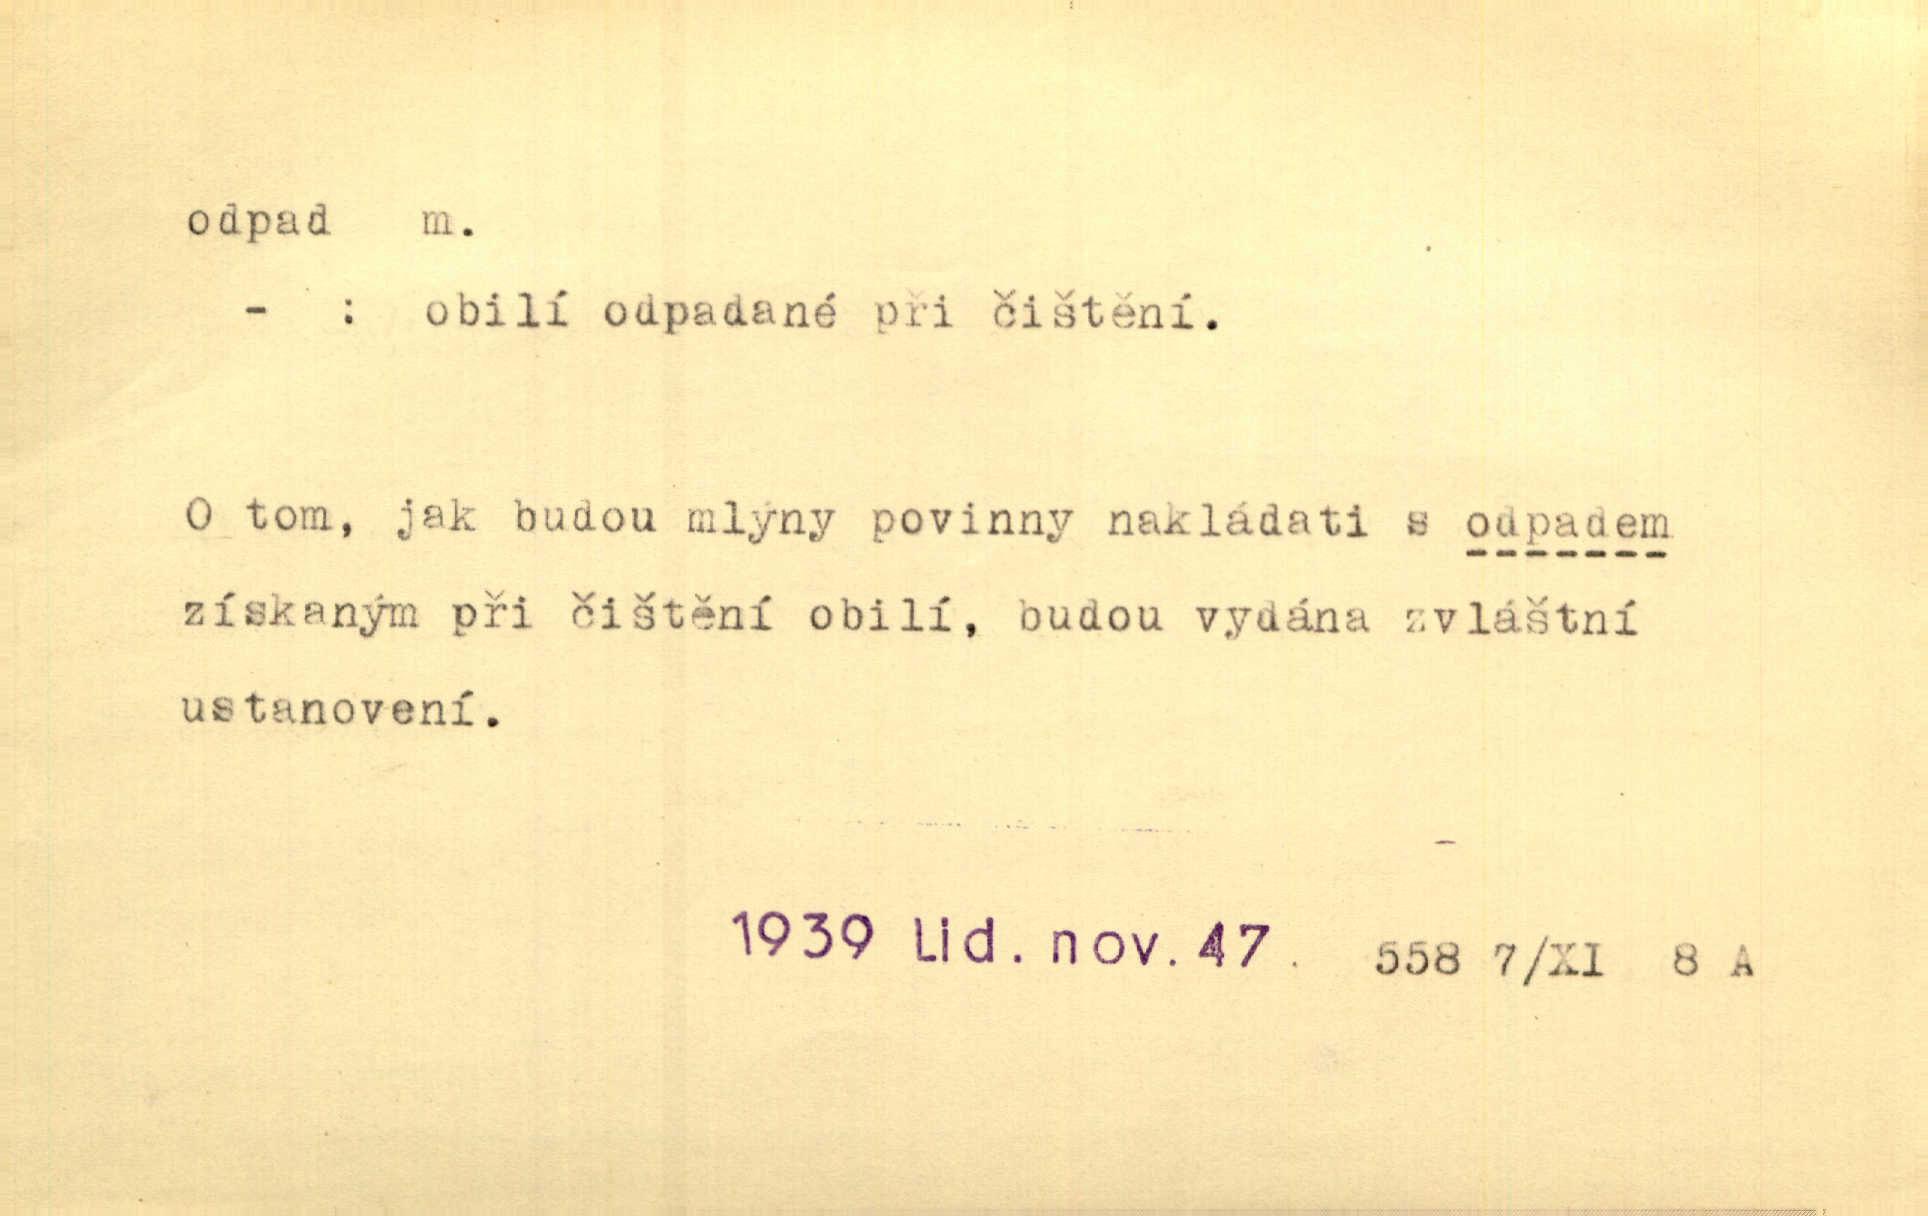 odpad m.
- : obilí odpadané při čištění.
O tom, jak budou mlýny povinny nakládati s odpadem
získaným při čištění obilí, budou vydána zvláštní
ustanovení.
1939 Lid. nov. 47. 558 7/XI 8 A